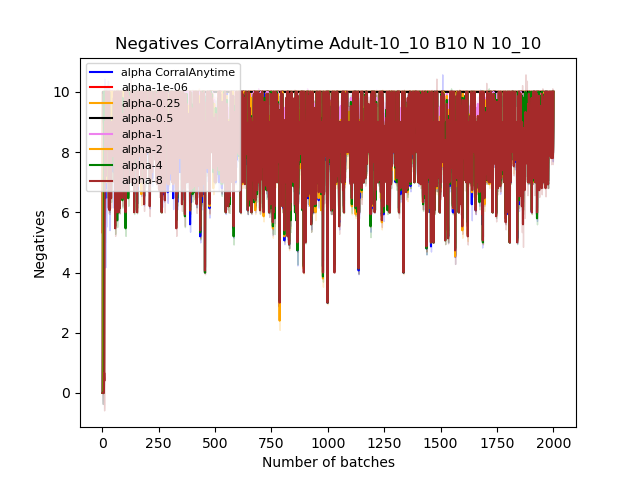 Negatives CorralAnytime Adult-10_10 B10 N 10_10
alpha CorralAnytime
alpha-1e-06
alpha-0.25
alpha-0.5
alpha-1
alpha-2
alpha-4
alpha-8
10
8
6
4
2
0
Negatives
0 250 500 750 1000 1250 1500 1750 2000
Number of batches